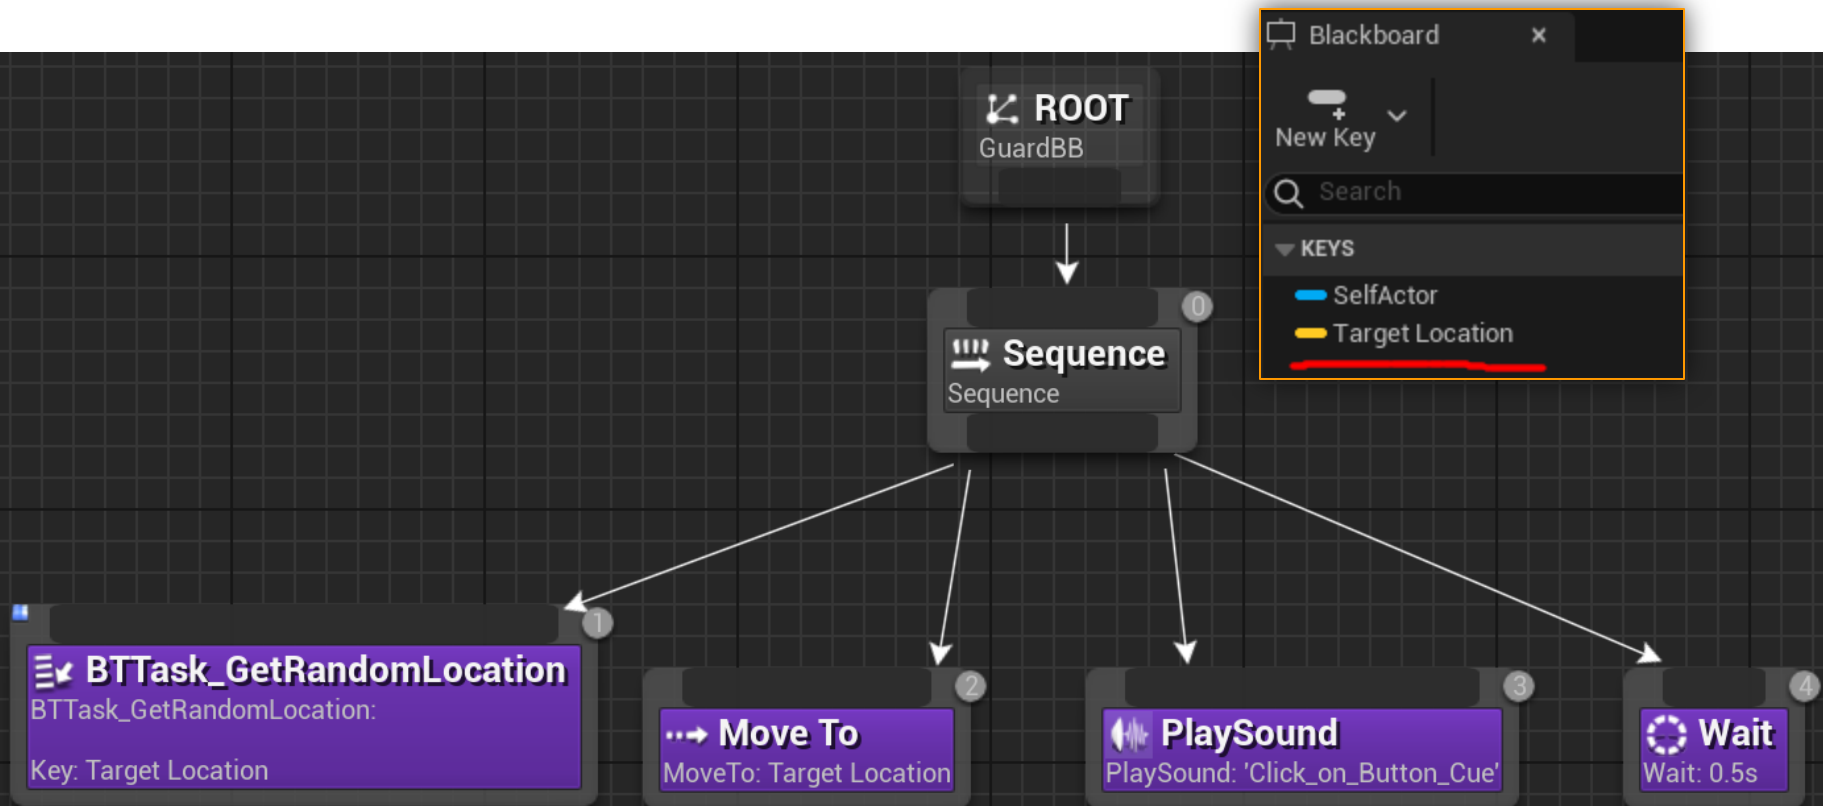 Blackboard
New Key
Search
KEYS
SelfActor
Target Location
ROOT
GuardBB
0
Sequence
Sequence
1
BTTask_GetRandomLocation
BTTask_GetRandomLocation:
Key: Target Location
2
Move To
MoveTo: Target Location
3
PlaySound
PlaySound: 'Click_on_Button_Cue'
4
Wait
Wait: 0.5s